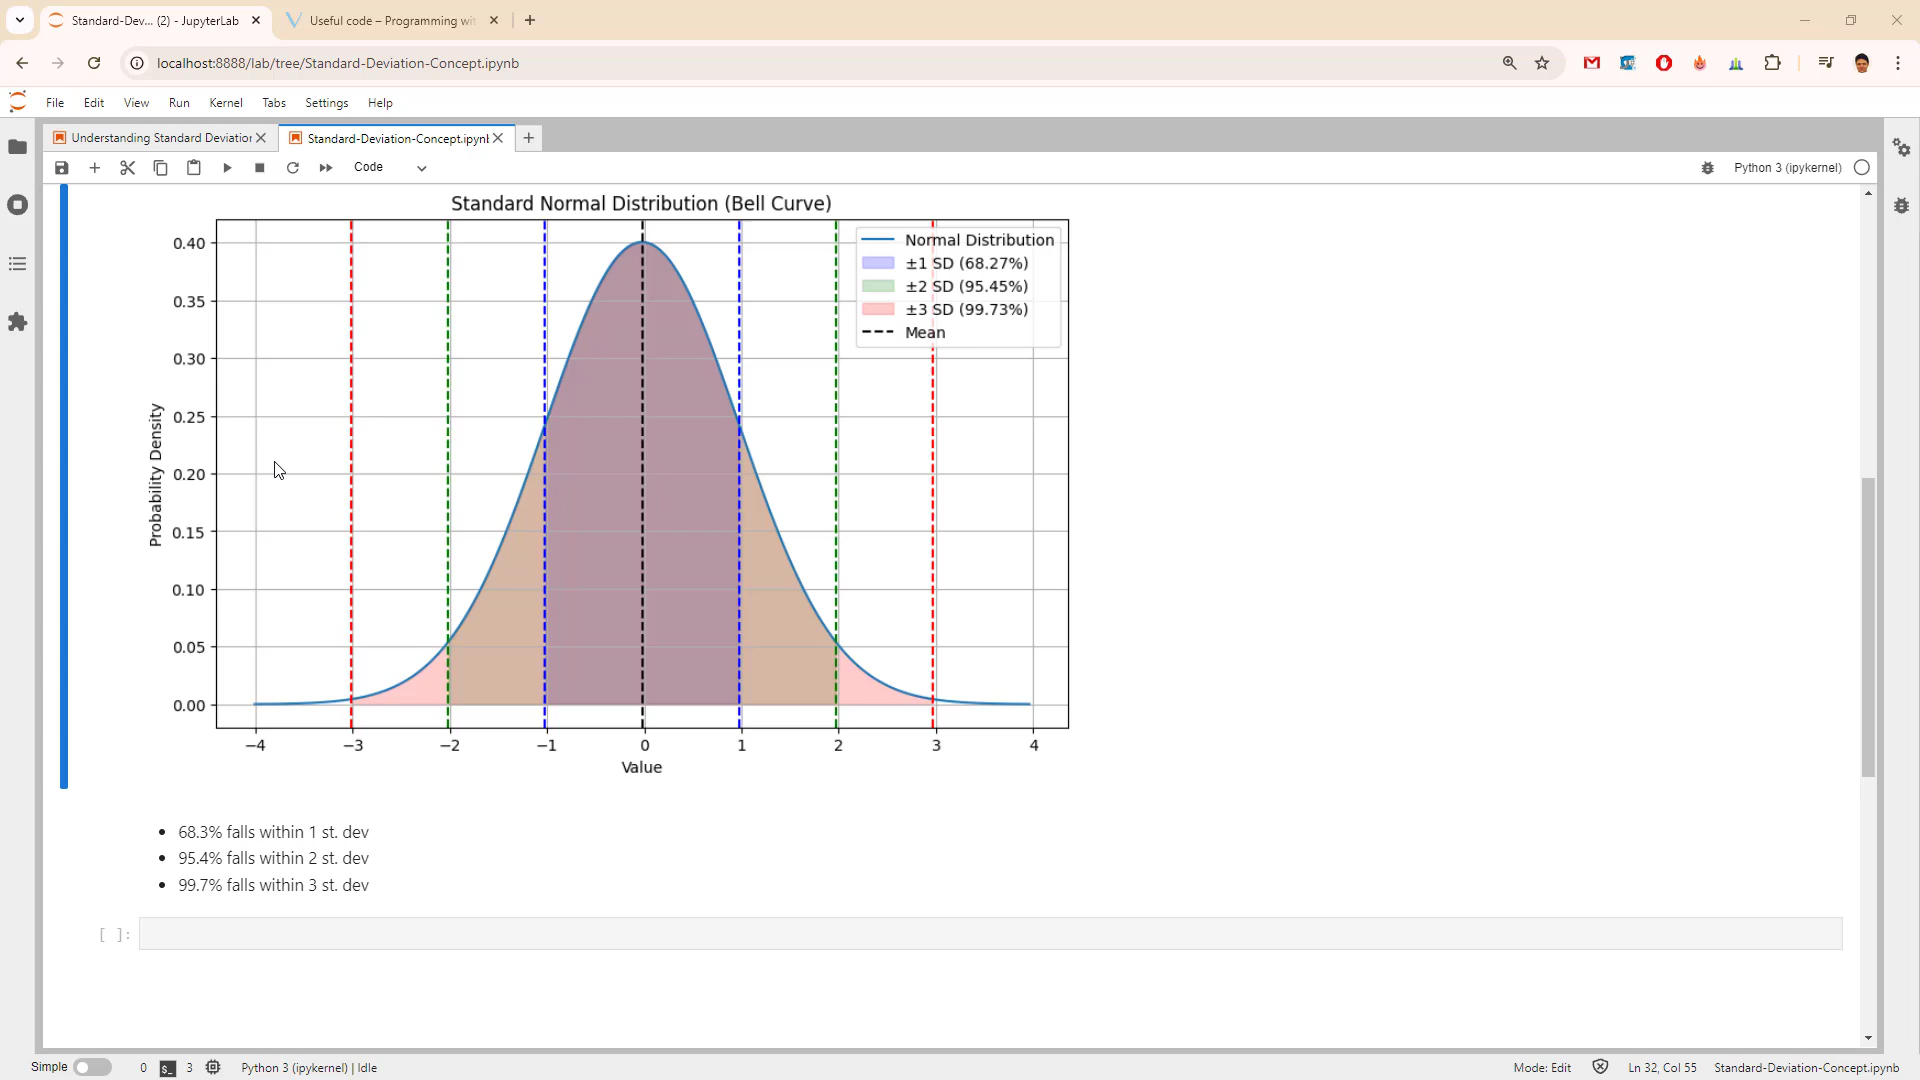 Standard-Dev... (2) - JupyterLab
Useful code – Programming wit
localhost:8888/lab/tree/Standard-Deviation-Concept.ipynb
File Edit View Run Kernel Tabs Settings Help
Understanding Standard Deviation
Standard-Deviation-Concept.ipynb
Code
Python 3 (ipykernel)
Standard Normal Distribution (Bell Curve)
Normal Distribution
±1 SD (68.27%)
±2 SD (95.45%)
±3 SD (99.73%)
Mean
0.40
0.35
0.30
0.25
0.20
0.15
0.10
0.05
0.00
Probability Density
−4 −3 −2 −1 0 1 2 3 4
Value
• 68.3% falls within 1 st. dev
• 95.4% falls within 2 st. dev
• 99.7% falls within 3 st. dev
[ ]:
Simple 0 $_ 3 Python 3 (ipykernel) | Idle Mode: Edit Ln 32, Col 55 Standard-Deviation-Concept.ipynb